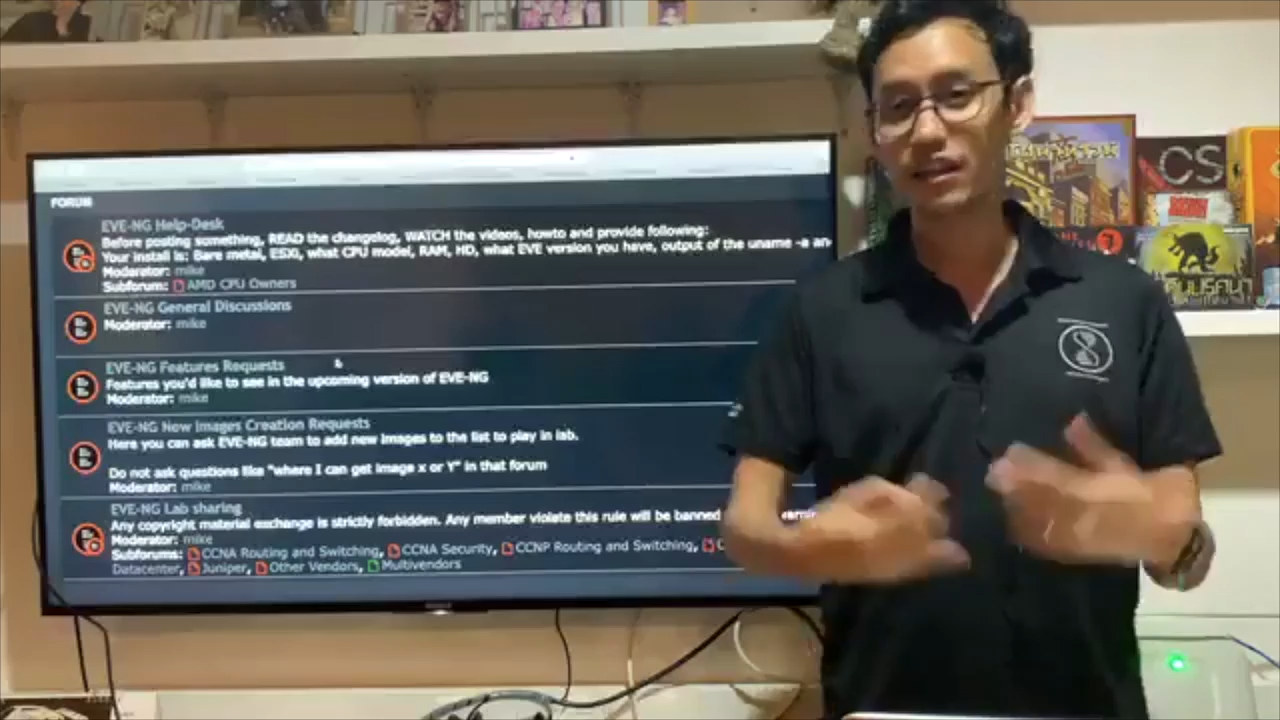 FORUM
EVE-NG Help-Desk
Before posting something, READ the changelog, WATCH the videos, howto and provide following:
Your install is: Bare metal, ESXi, what CPU model, RAM, HD, what EVE version you have, output of the uname -a an
Moderator: mike
Subforum: AMD CPU Owners
EVE-NG General Discussions
Moderator: mike
EVE-NG Features Requests
Features you'd like to see in the upcoming version of EVE-NG
Moderator: mike
EVE-NG New Images Creation Requests
Here you can ask EVE-NG team to add new images to the list to play in lab.
Do not ask questions like "where I can get image x or Y" in that forum
Moderator: mike
EVE-NG Lab sharing
Any copyright material exchange is strictly forbidden. Any member violate this rule will be banned
Moderator: mike
Subforums: CCNA Routing and Switching, CCNA Security, CCNP Routing and Switching,
Datacenter, Juniper, Other Vendors, Multivendors
CS